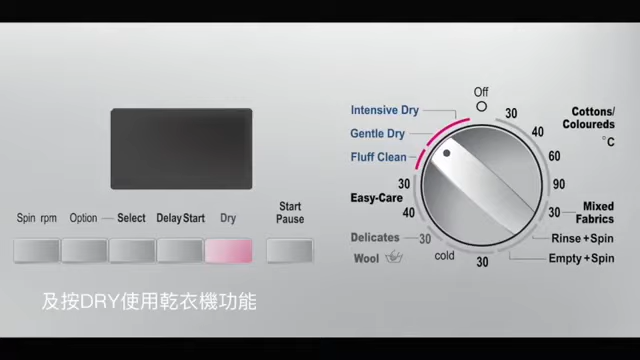 Off
Intensive Dry
Gentle Dry
Fluff Clean
30
Easy-Care
40
Delicates
30
Wool
cold
30
30
40
60
90
Cottons/
Coloureds
°C
30
Mixed
Fabrics
Rinse+Spin
Empty+Spin
Spin rpm
Option
Select
Delay Start
Dry
Start
Pause
及按DRY使用乾衣機功能